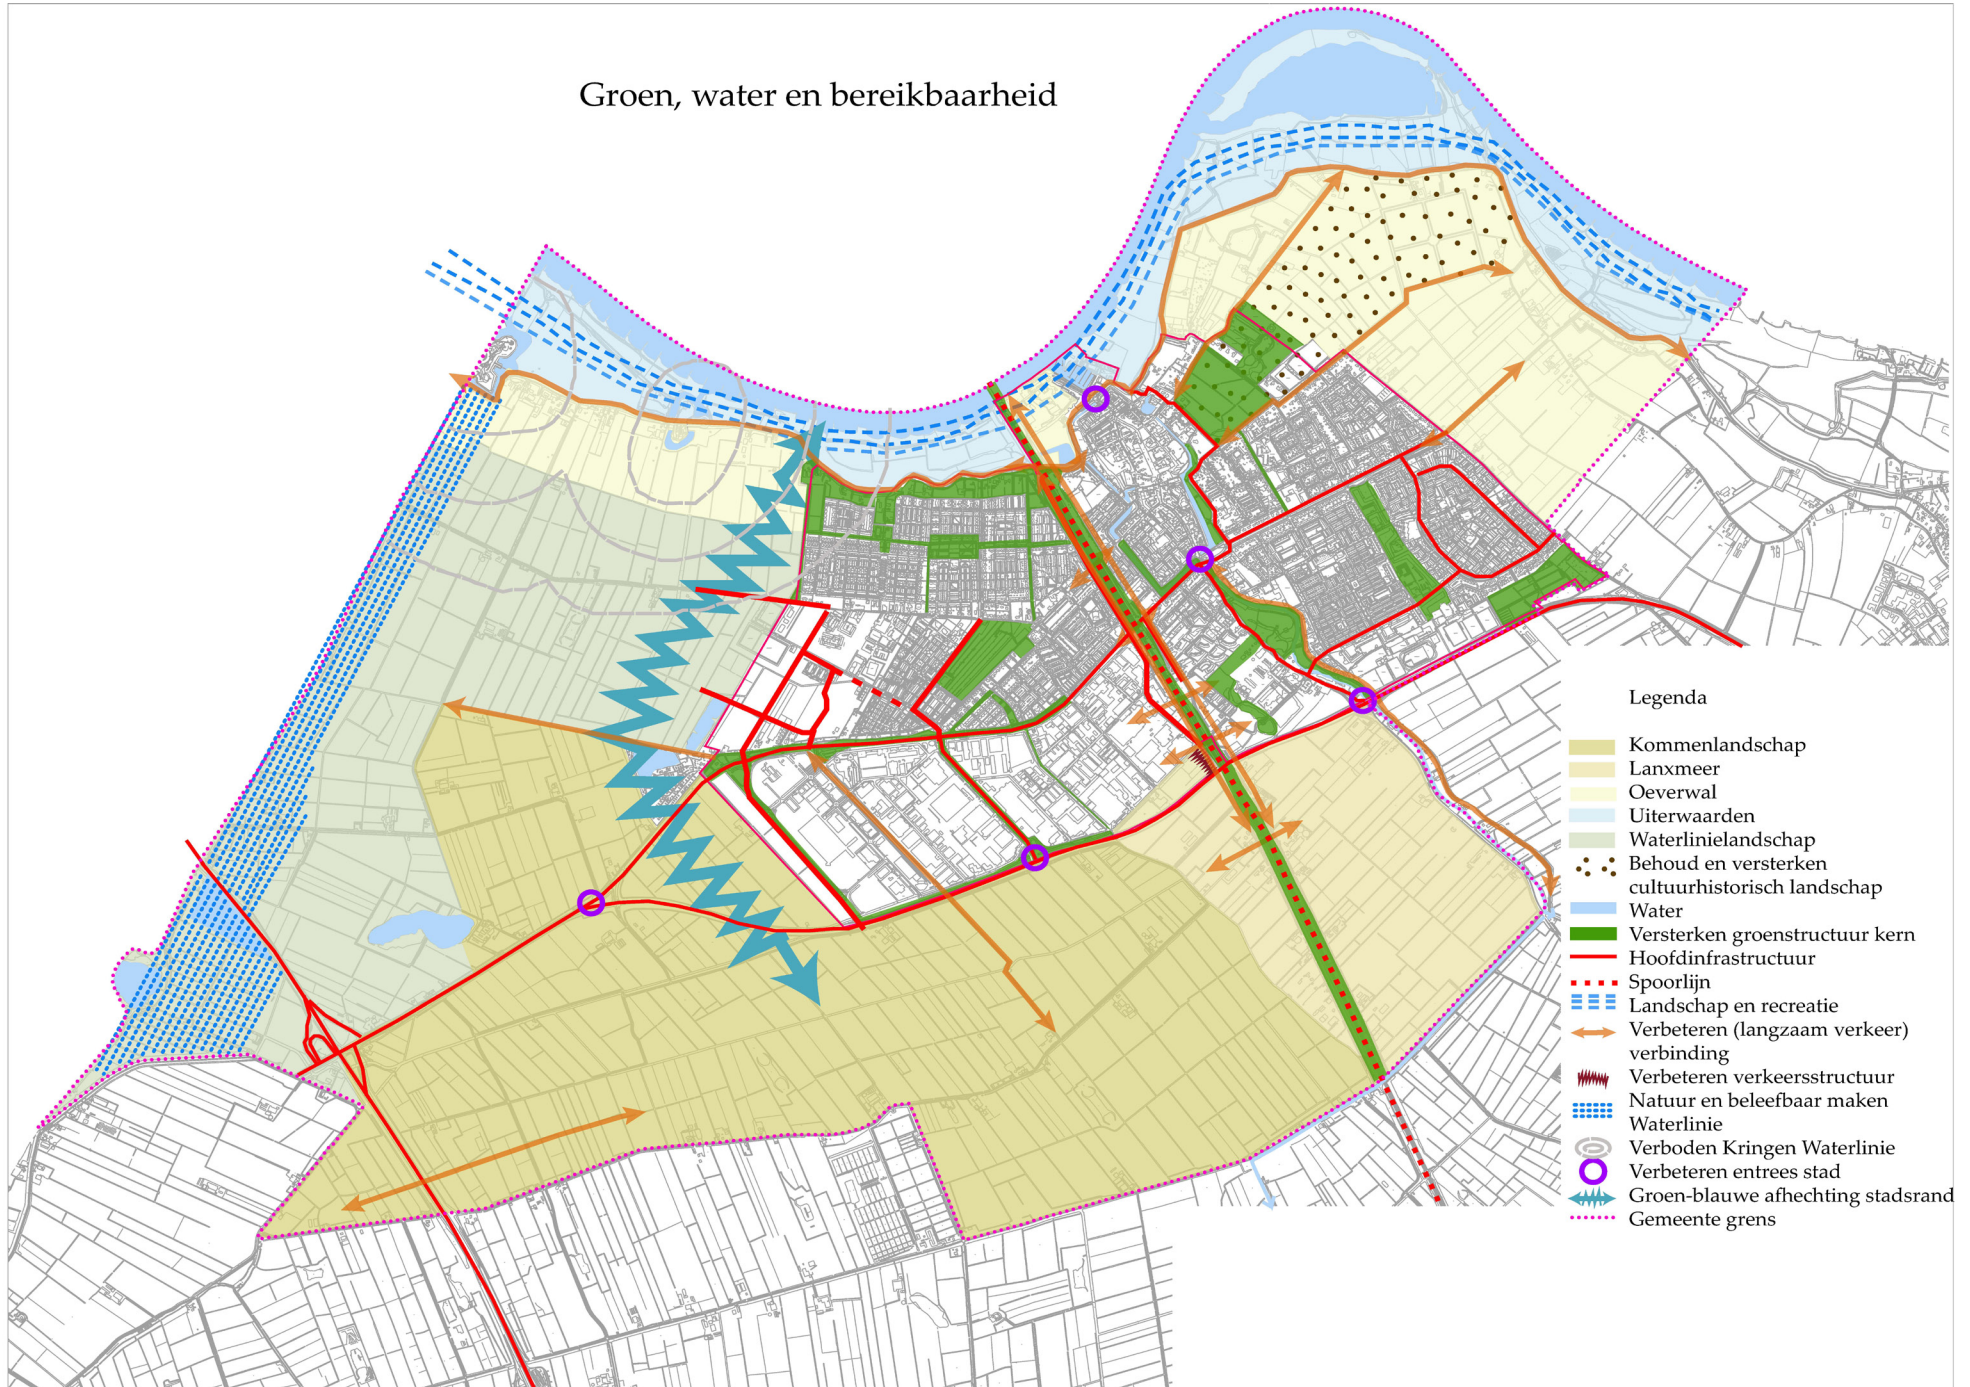 Groen, water en bereikbaarheid
Legenda
Kommenlandschap
Lanxmeer
Oeverwal
Uiterwaarden
Waterlinielandschap
Behoud en versterken
cultuurhistorisch landschap
Water
Versterken groenstructuur kern
Hoofdinfrastructuur
Spoorlijn
Landschap en recreatie
Verbeteren (langzaam verkeer)
verbinding
Verbeteren verkeersstructuur
Natuur en beleefbaar maken
Waterlinie
Verboden Kringen Waterlinie
Verbeteren entrees stad
Groen-blauwe afhechting stadsrand
Gemeente grens